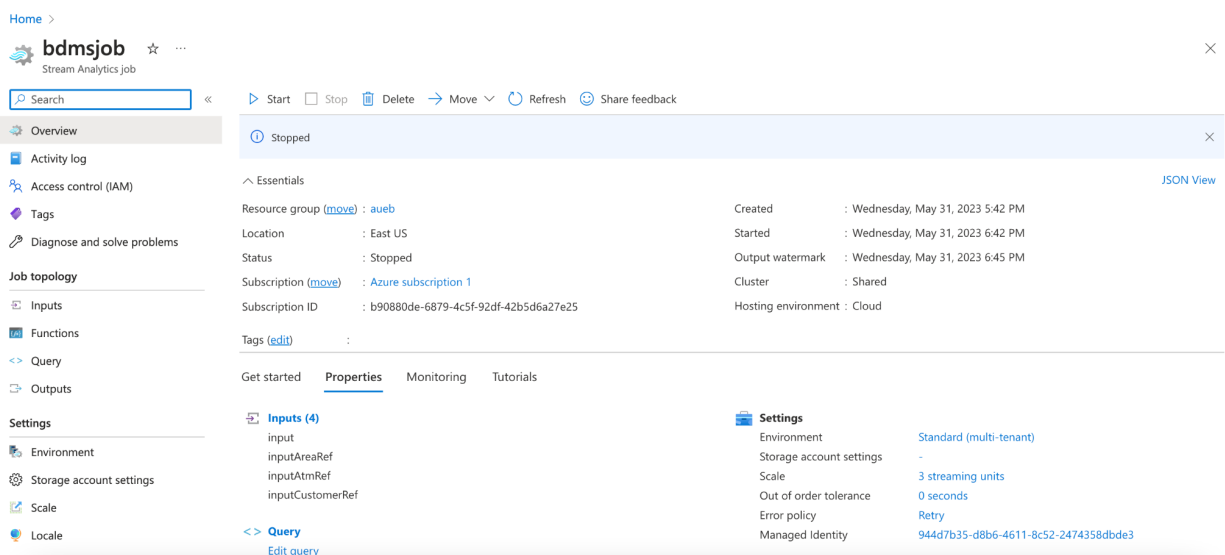 Home >
bdmsjob ☆ ...
Stream Analytics job
Search «
Start Stop Delete Move Refresh Share feedback
Overview
Stopped
Activity log
Access control (IAM)
Tags
Diagnose and solve problems
Job topology
Inputs
Functions
Query
Outputs
Settings
Environment
Storage account settings
Scale
Locale
Essentials JSON View
Resource group (move) : aueb
Location : East US
Status : Stopped
Subscription (move) : Azure subscription 1
Subscription ID : b90880de-6879-4c5f-92df-42b5d6a27e25
Tags (edit) :
Created : Wednesday, May 31, 2023 5:42 PM
Started : Wednesday, May 31, 2023 6:42 PM
Output watermark : Wednesday, May 31, 2023 6:45 PM
Cluster : Shared
Hosting environment : Cloud
Get started Properties Monitoring Tutorials
Inputs (4)
input
inputAreaRef
inputAtmRef
inputCustomerRef
<> Query
Edit query
Settings
Environment Standard (multi-tenant)
Storage account settings -
Scale 3 streaming units
Out of order tolerance 0 seconds
Error policy Retry
Managed Identity 944d7b35-d8b6-4611-8c52-2474358dbde3